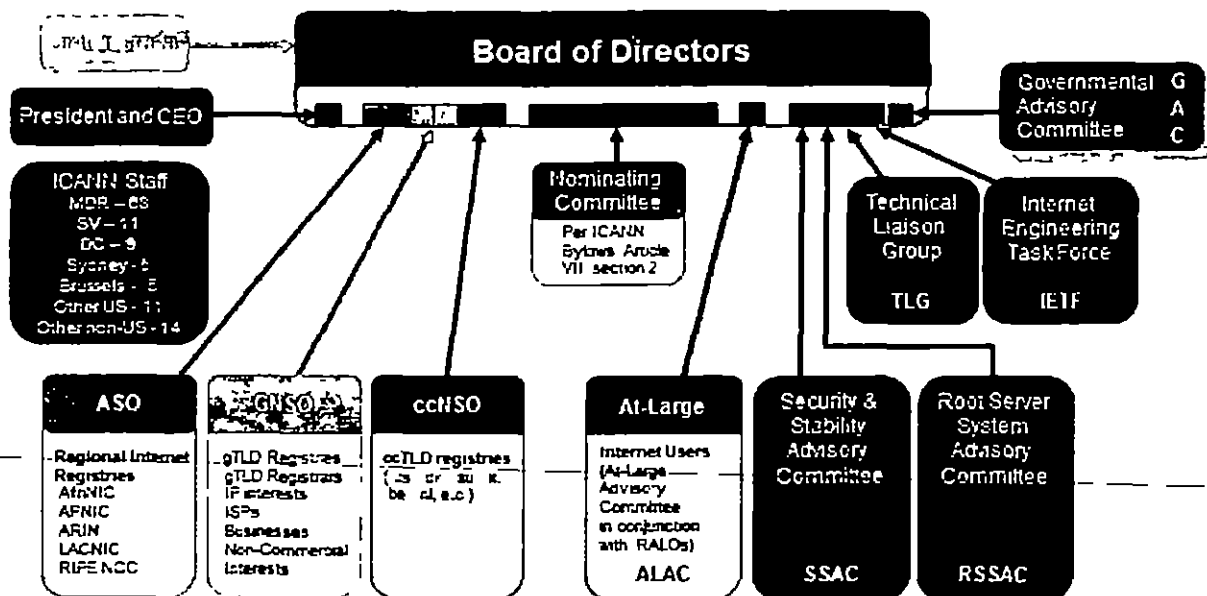 Board of Directors
President and CEO
Governmental G
Advisory A
Committee C
ICANN Staff
SV - 11
DC - 9
Sydney - 5
Brussels -
Other US - 11
Other non-US - 14
Nominating
Committee
Per ICANN
Bylaws Article
VII section 2
Technical
Liaison
Group
TLG
Internet
Engineering
Task Force
IETF
ASO
Regional Internet
Registries
AfriNIC
APNIC
ARIN
LACNIC
RIPE NCC
GNSO
gTLD Registries
gTLD Registrars
IP interests
ISPs
Businesses
Non-Commercial
Interests
ccNSO
ccTLD registries
At-Large
Internet Users
(At-Large
Advisory
Committee
in conjunction
with RALOs)
ALAC
Security &
Stability
Advisory
Committee
SSAC
Root Server
System
Advisory
Committee
RSSAC